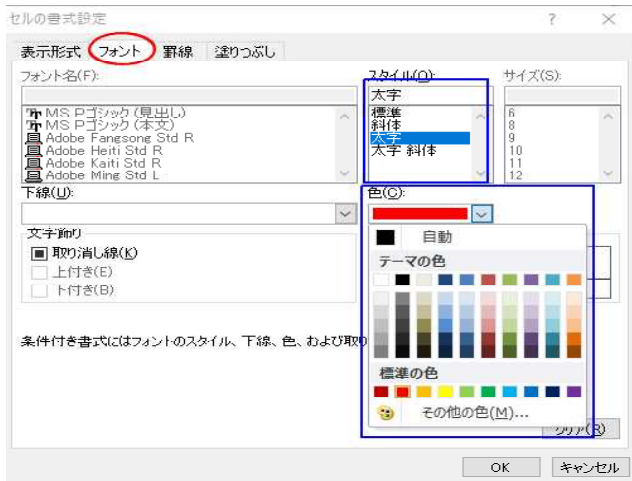 セルの書式設定
表示形式 フォント 罫線 塗りつぶし
フォント名(F):
MS Pゴシック (見出し)
MS Pゴシック (本文)
Adobe Fangsong Std R
Adobe Heiti Std R
Adobe Kaiti Std R
Adobe Ming Std L
スタイル(O):
太字
標準
斜体
太字
太字 斜体
サイズ(S):
6
8
9
10
11
12
下線(U):
色(C):
文字飾り
取り消し線(K)
上付き(E)
下付き(B)
自動
テーマの色
標準の色
その他の色(M)...
条件付き書式にはフォントのスタイル、下線、色、および取
クリア(R)
OK キャンセル